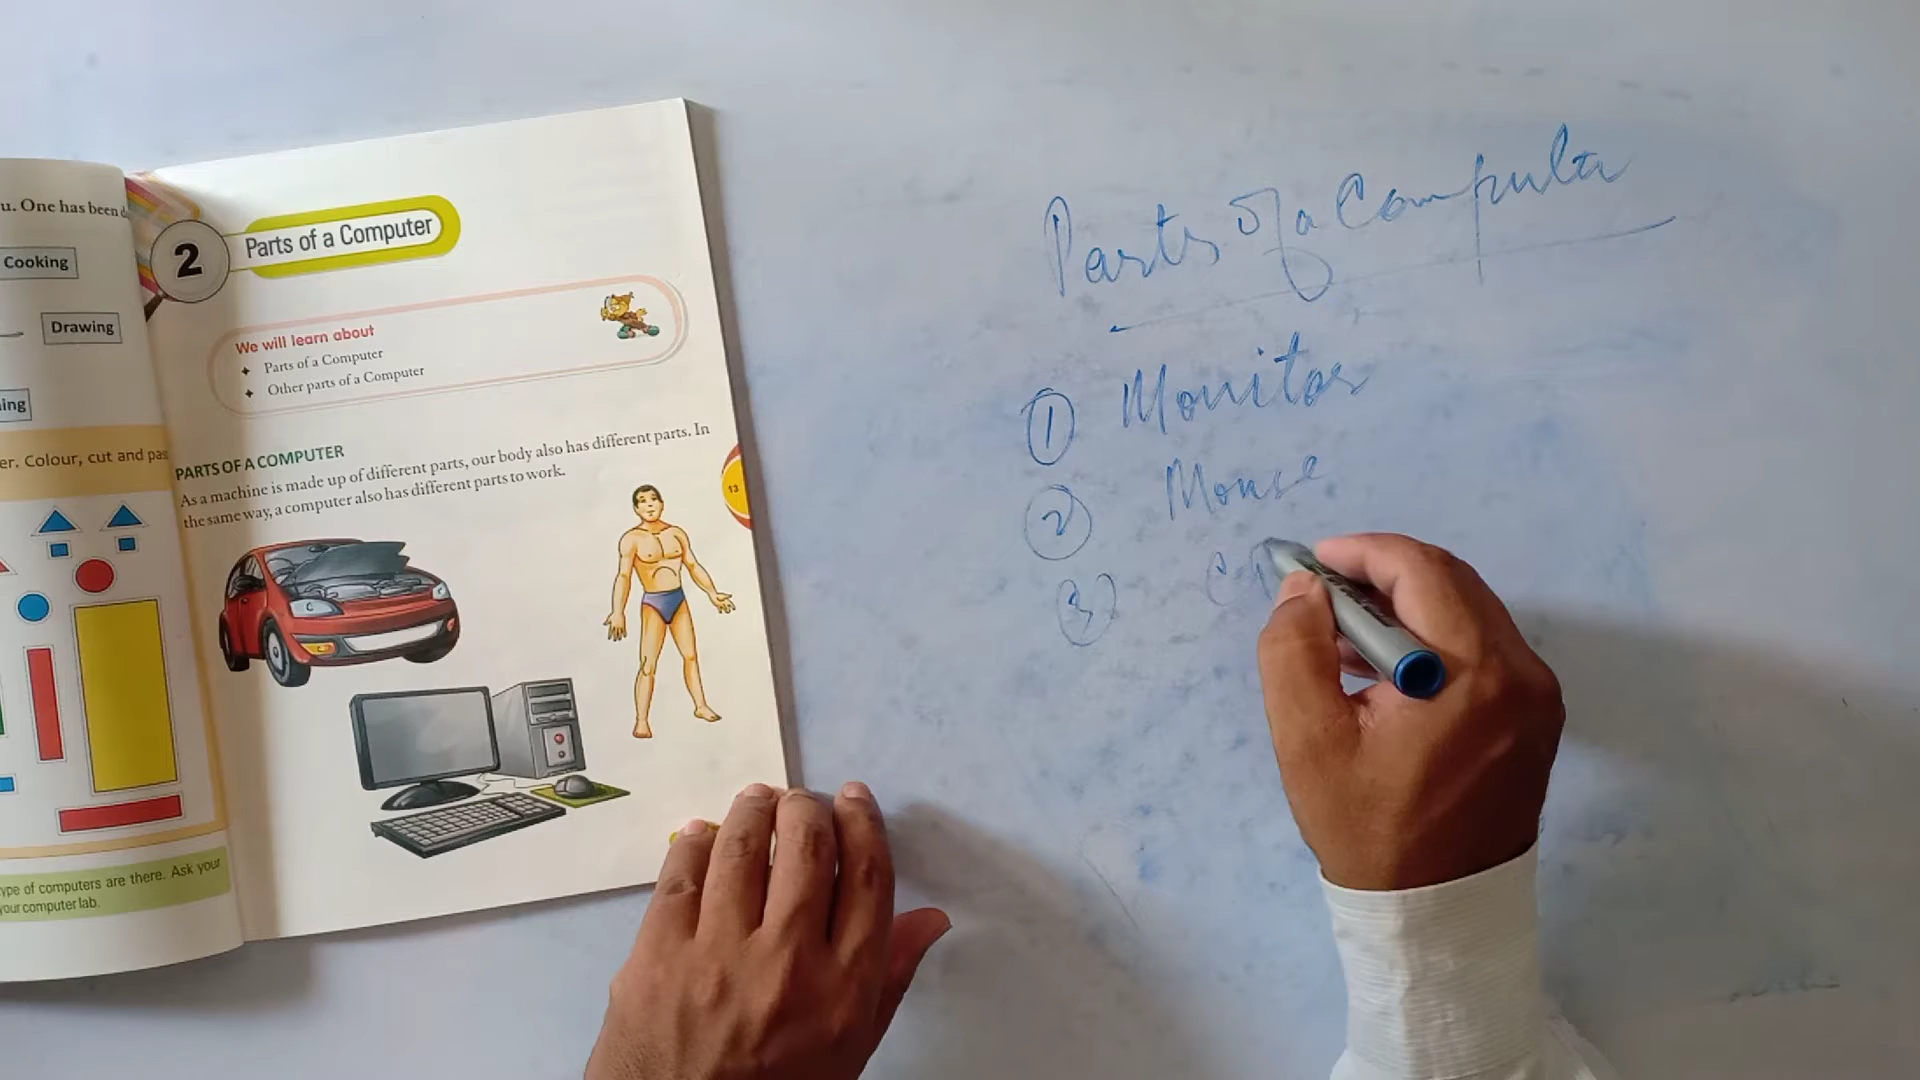 u. One has been
Cooking
Drawing
ing
er. Colour, cut and pas
ype of computers are there. Ask your
your computer lab.
2
Parts of a Computer
We will learn about
Parts of a Computer
Other parts of a Computer
PARTS OF A COMPUTER
As a machine is made up of different parts, our body also has different parts. In
the same way, a computer also has different parts to work.
13
Parts of a Computer
① Monitor
② Mouse
③ CP